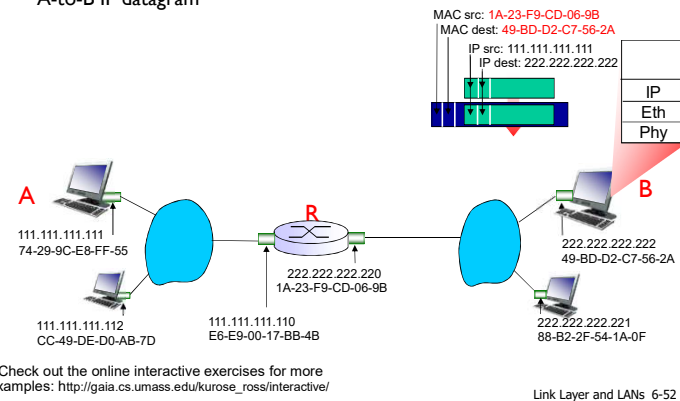 A-to-B IP datagram
MAC src: 1A-23-F9-CD-06-9B
MAC dest: 49-BD-D2-C7-56-2A
IP src: 111.111.111.111
IP dest: 222.222.222.222
IP
Eth
Phy
A
R
B
111.111.111.111
74-29-9C-E8-FF-55
222.222.222.222
49-BD-D2-C7-56-2A
222.222.222.220
1A-23-F9-CD-06-9B
111.111.111.112
CC-49-DE-D0-AB-7D
111.111.111.110
E6-E9-00-17-BB-4B
222.222.222.221
88-B2-2F-54-1A-0F
Check out the online interactive exercises for more
xamples: http://gaia.cs.umass.edu/kurose_ross/interactive/
Link Layer and LANs 6-52